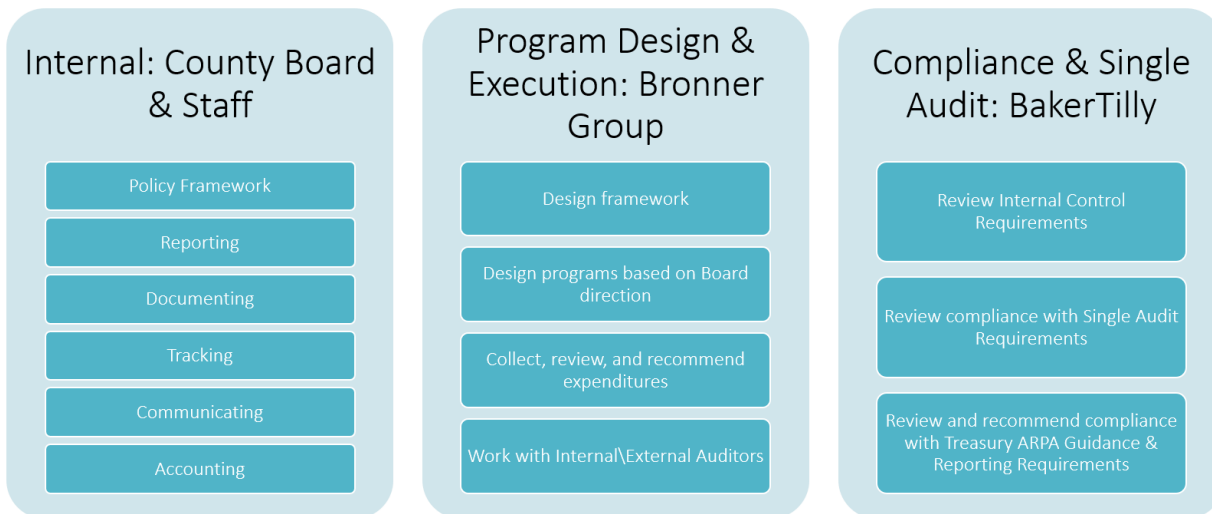 Internal: County Board
& Staff
Policy Framework
Reporting
Documenting
Tracking
Communicating
Accounting
Program Design &
Execution: Bronner
Group
Design framework
Design programs based on Board
direction
Collect, review, and recommend
expenditures
Work with Internal\External Auditors
Compliance & Single
Audit: BakerTilly
Review Internal Control
Requirements
Review compliance with Single Audit
Requirements
Review and recommend compliance
with Treasury ARPA Guidance &
Reporting Requirements